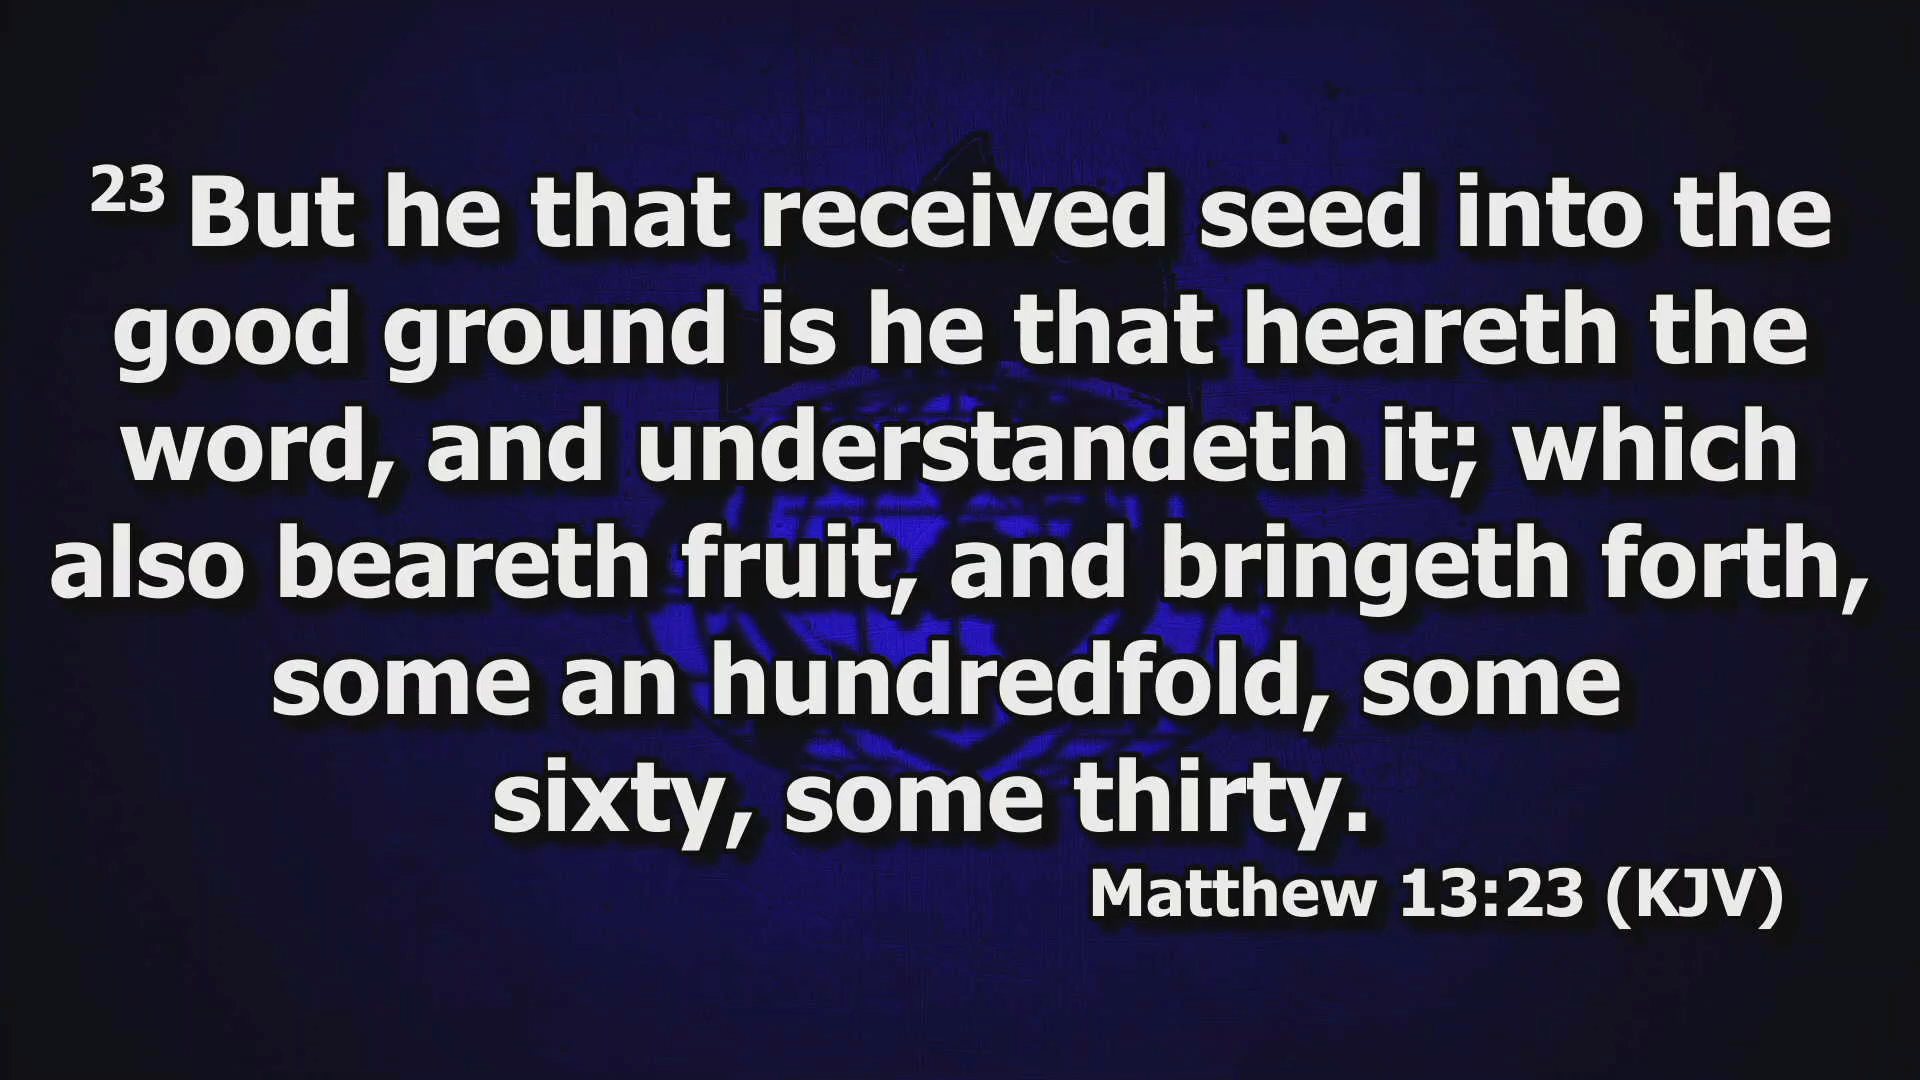 23 But he that received seed into the
good ground is he that heareth the
word, and understandeth it; which
also beareth fruit, and bringeth forth,
some an hundredfold, some
sixty, some thirty.
Matthew 13:23 (KJV)